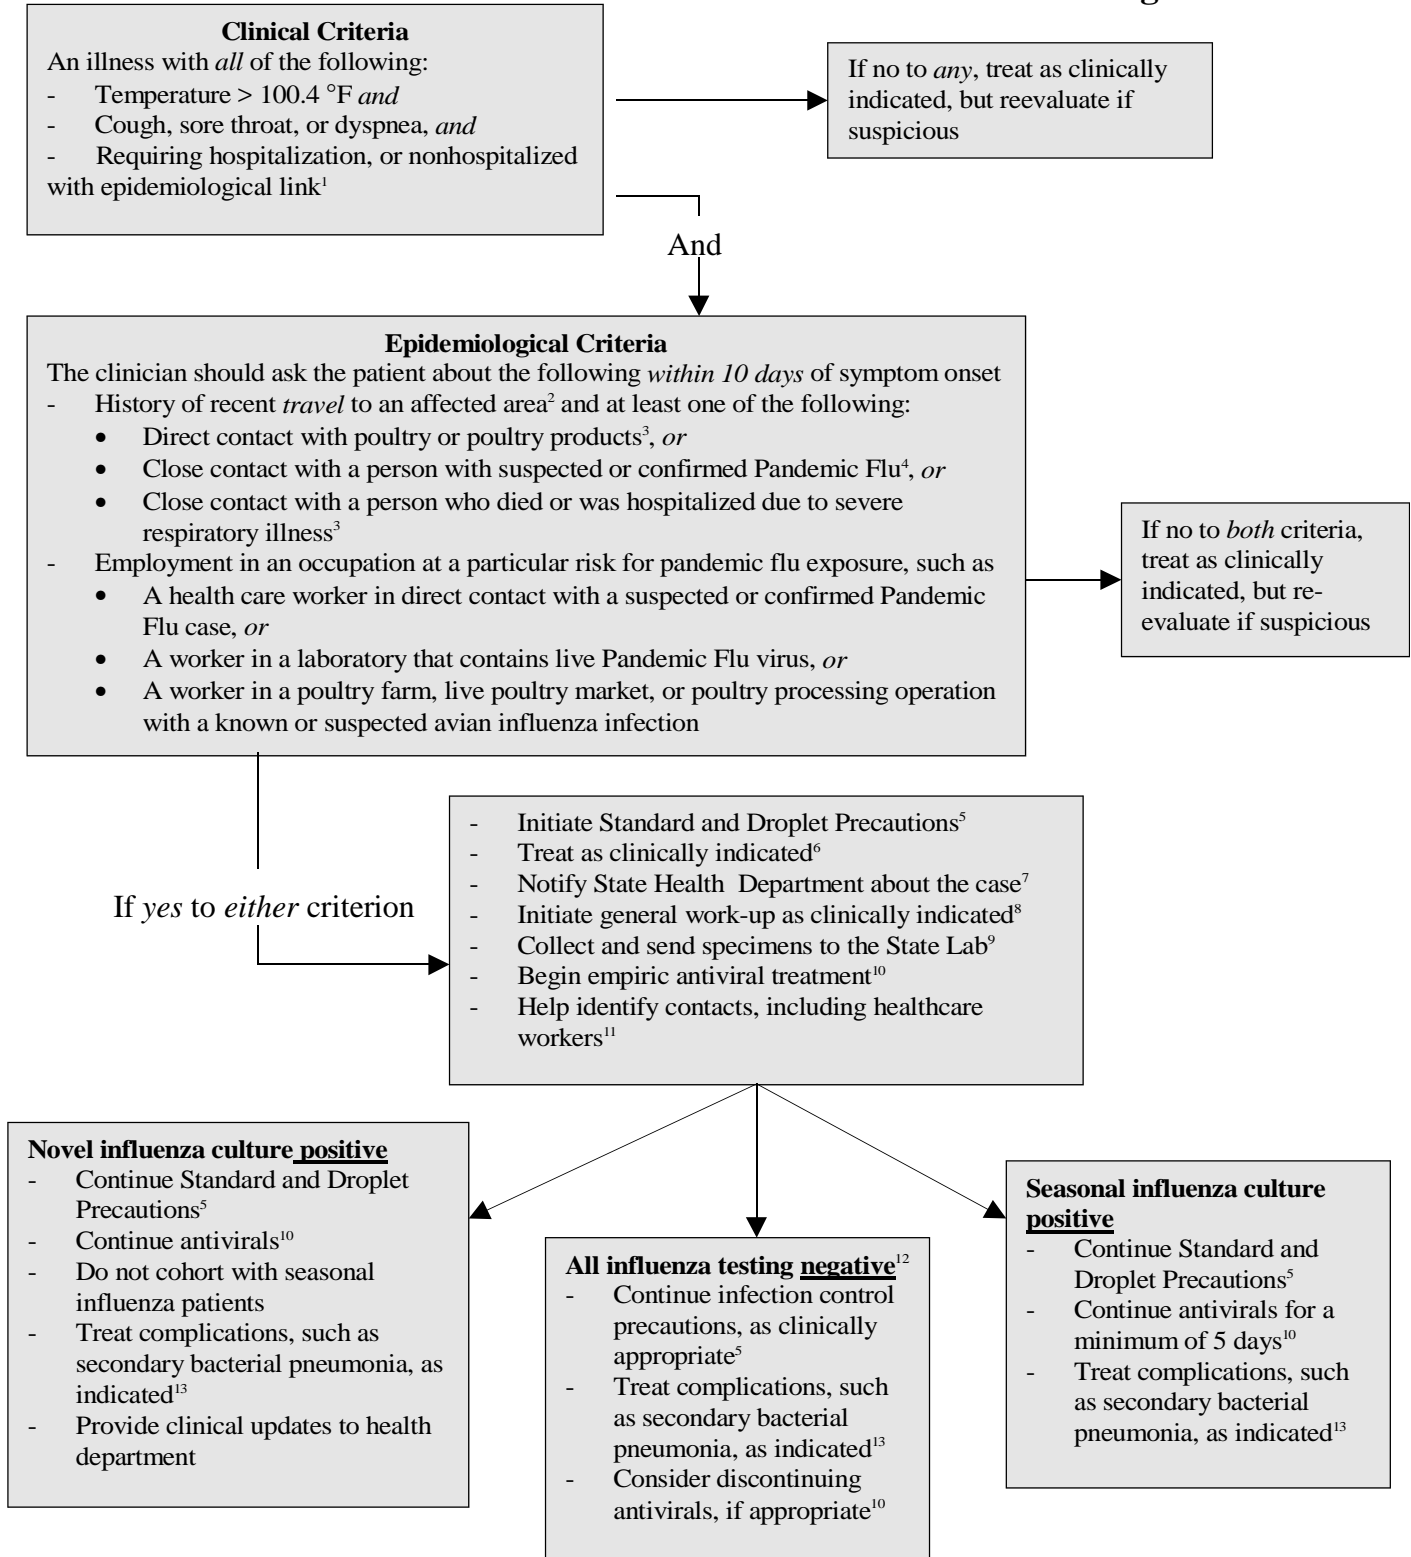 Clinical Criteria
An illness with all of the following:
- Temperature > 100.4 °F and
- Cough, sore throat, or dyspnea, and
- Requiring hospitalization, or nonhospitalized
with epidemiological link1
If no to any, treat as clinically
indicated, but reevaluate if
suspicious
And
Epidemiological Criteria
The clinician should ask the patient about the following within 10 days of symptom onset
- History of recent travel to an affected area2 and at least one of the following:
• Direct contact with poultry or poultry products3, or
• Close contact with a person with suspected or confirmed Pandemic Flu4, or
• Close contact with a person who died or was hospitalized due to severe
respiratory illness3
- Employment in an occupation at a particular risk for pandemic flu exposure, such as
• A health care worker in direct contact with a suspected or confirmed Pandemic
Flu case, or
• A worker in a laboratory that contains live Pandemic Flu virus, or
• A worker in a poultry farm, live poultry market, or poultry processing operation
with a known or suspected avian influenza infection
If no to both criteria,
treat as clinically
indicated, but re-
evaluate if suspicious
If yes to either criterion
- Initiate Standard and Droplet Precautions5
- Treat as clinically indicated6
- Notify State Health Department about the case7
- Initiate general work-up as clinically indicated8
- Collect and send specimens to the State Lab9
- Begin empiric antiviral treatment10
- Help identify contacts, including healthcare
workers11
Novel influenza culture positive
- Continue Standard and Droplet
Precautions5
- Continue antivirals10
- Do not cohort with seasonal
influenza patients
- Treat complications, such as
secondary bacterial pneumonia, as
indicated13
- Provide clinical updates to health
department
All influenza testing negative12
- Continue infection control
precautions, as clinically
appropriate5
- Treat complications, such
as secondary bacterial
pneumonia, as indicated13
- Consider discontinuing
antivirals, if appropriate10
Seasonal influenza culture
positive
- Continue Standard and
Droplet Precautions5
- Continue antivirals for a
minimum of 5 days10
- Treat complications, such
as secondary bacterial
pneumonia, as indicated13